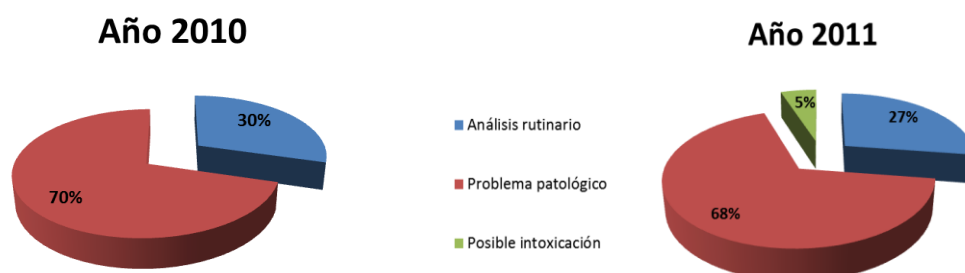 Año 2010
30%
70%
Análisis rutinario
Problema patológico
Posible intoxicación
Año 2011
5%
27%
68%